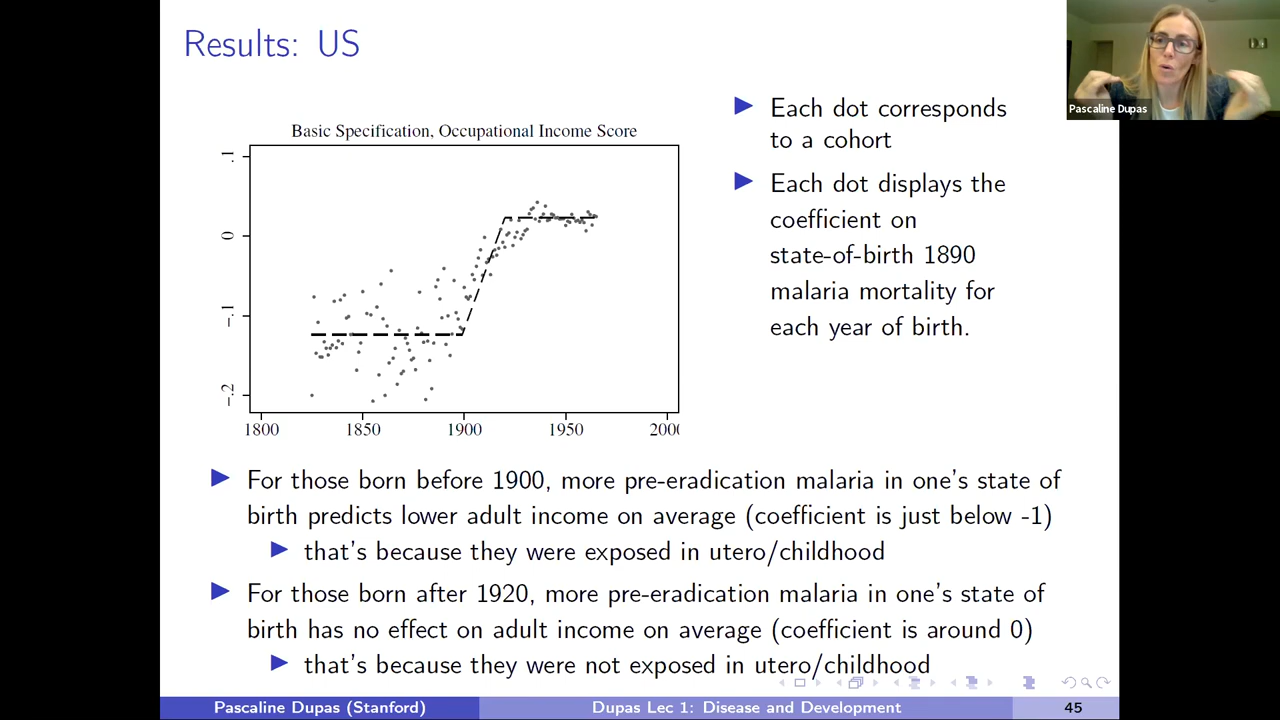 Results: US
Pascaline Dupas
Basic Specification, Occupational Income Score
.1
0
-.1
-.2
1800
1850
1900
1950
2000
Each dot corresponds
to a cohort
Each dot displays the
coefficient on
state-of-birth 1890
malaria mortality for
each year of birth.
For those born before 1900, more pre-eradication malaria in one's state of
birth predicts lower adult income on average (coefficient is just below -1)
that's because they were exposed in utero/childhood
For those born after 1920, more pre-eradication malaria in one's state of
birth has no effect on adult income on average (coefficient is around 0)
that's because they were not exposed in utero/childhood
Pascaline Dupas (Stanford)
Dupas Lec 1: Disease and Development
45